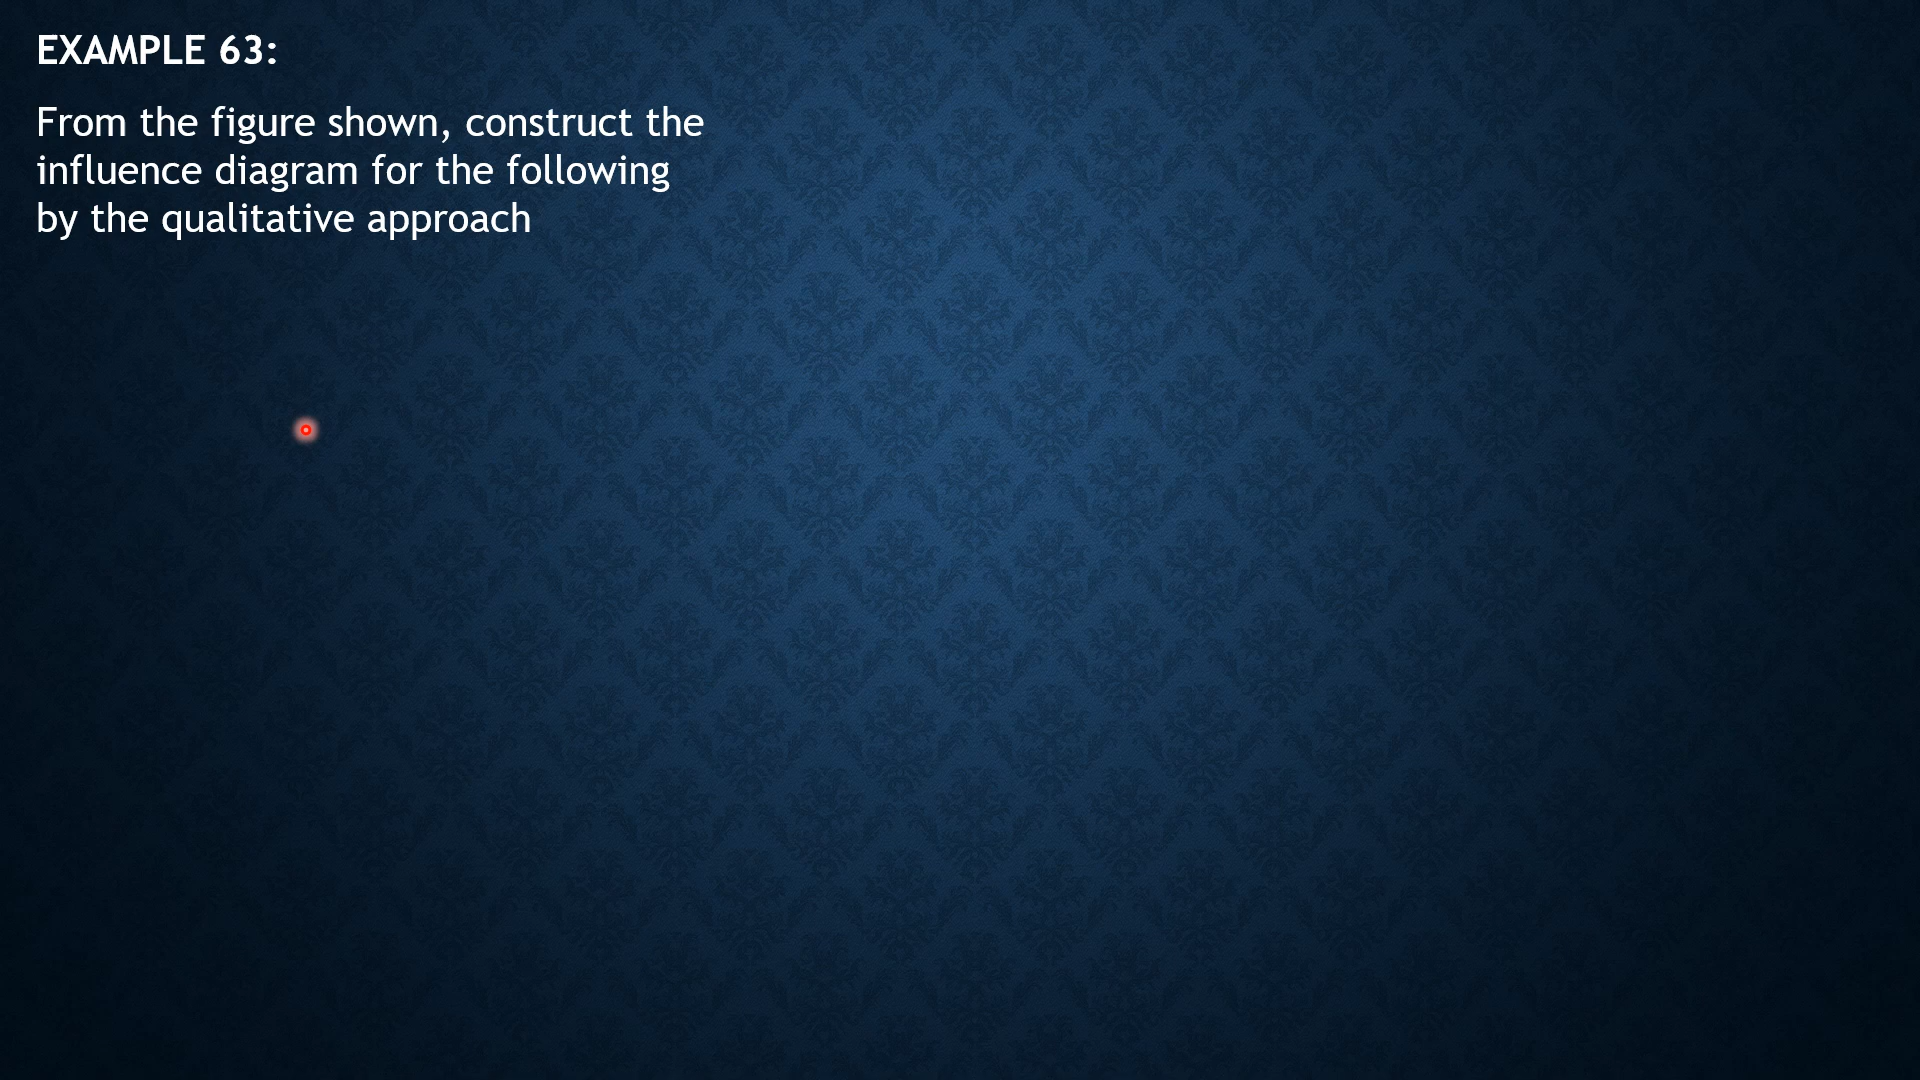 EXAMPLE 63:
From the figure shown, construct the
influence diagram for the following
by the qualitative approach